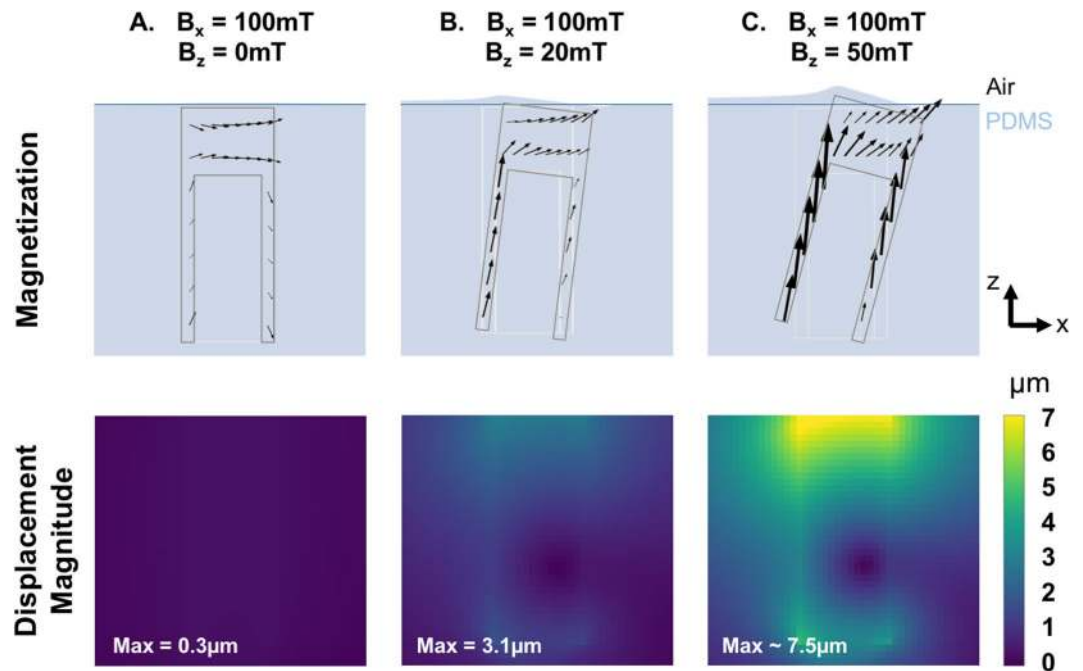 A. Bx = 100mT
Bz = 0mT
B. Bx = 100mT
Bz = 20mT
C. Bx = 100mT
Bz = 50mT
Magnetization
Air
PDMS
z
x
Displacement
Magnitude
Max = 0.3µm
Max = 3.1µm
Max ~ 7.5µm
µm
7
6
5
4
3
2
1
0